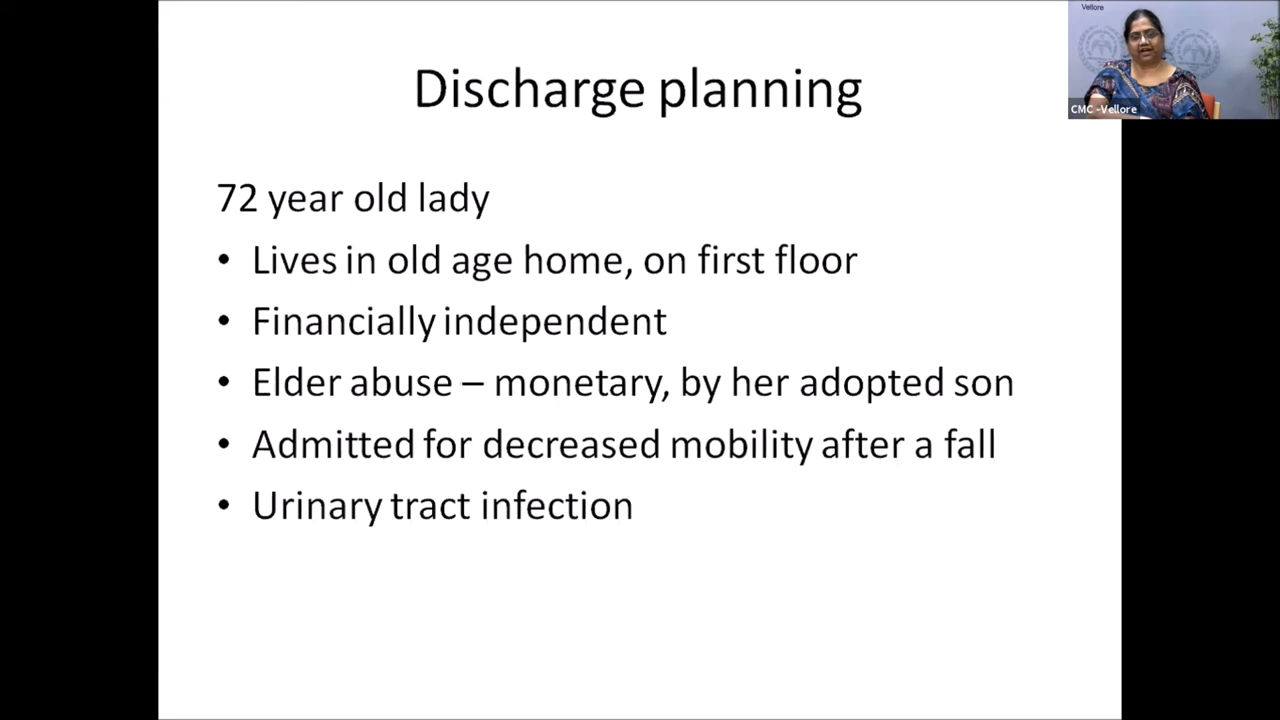 Discharge planning
72 year old lady
• Lives in old age home, on first floor
• Financially independent
• Elder abuse – monetary, by her adopted son
• Admitted for decreased mobility after a fall
• Urinary tract infection
Vellore
CMC -Vellore